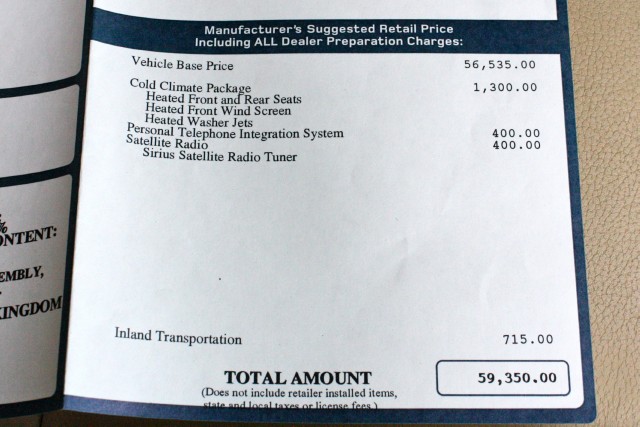 Manufacturer's Suggested Retail Price
Including ALL Dealer Preparation Charges:
Vehicle Base Price 56,535.00
Cold Climate Package 1,300.00
Heated Front and Rear Seats
Heated Front Wind Screen
Heated Washer Jets
Personal Telephone Integration System 400.00
Satellite Radio 400.00
Sirius Satellite Radio Tuner
%
ONTENT:
EMBLY,
KINGDOM
Inland Transportation 715.00
TOTAL AMOUNT 59,350.00
(Does not include retailer installed items,
state and local taxes or license fees.)